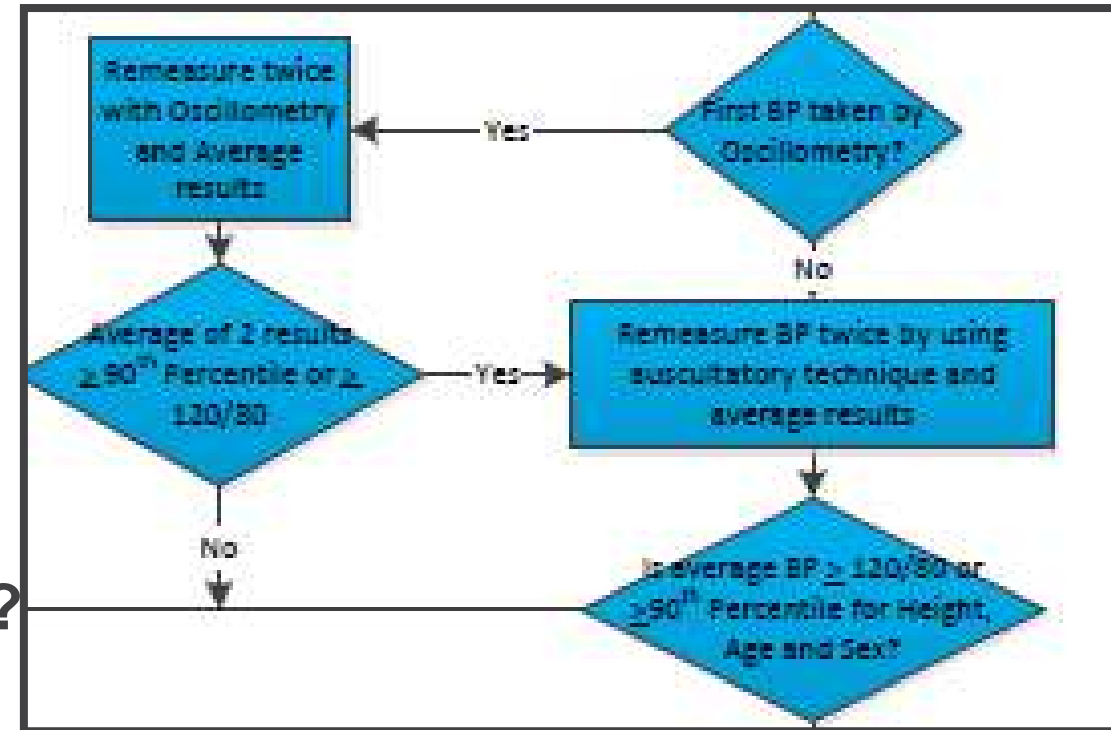 Remeasure twice
with Oscillometry
and Average
results
Yes
First BP taken by
Oscillometry?
No
Average of 2 results
≥ 90th Percentile or ≥
120/80
Yes
Remeasure BP twice by using
auscultatory technique and
average results
No
?
Is average BP ≥ 120/80 or
≥90th Percentile for Height,
Age and Sex?